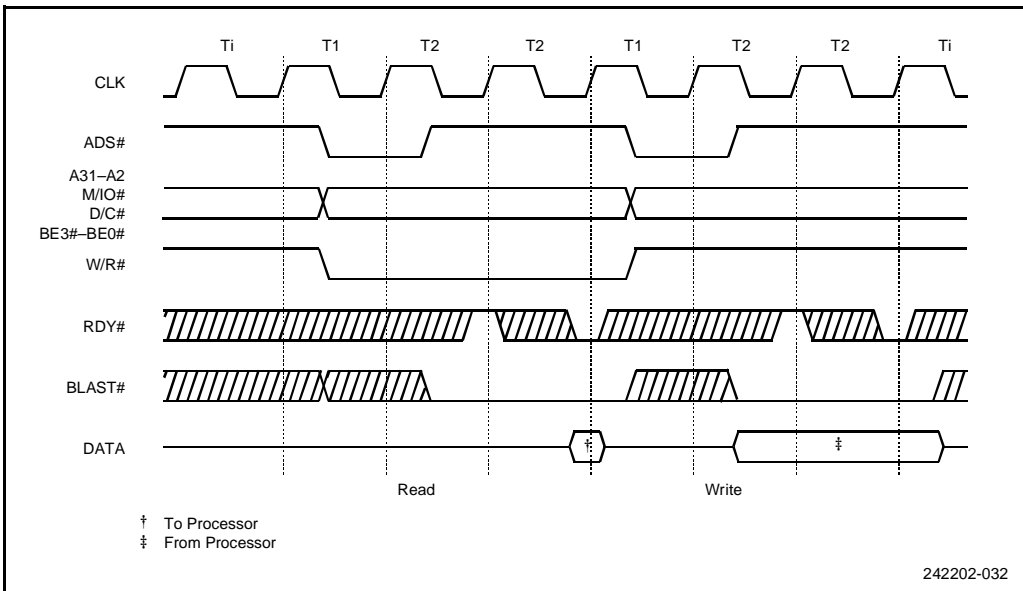 Ti T1 T2 T2 T1 T2 T2 Ti
CLK
ADS#
A31–A2
M/IO#
D/C#
BE3#–BE0#
W/R#
RDY#
BLAST#
DATA
† ‡
Read Write
† To Processor
‡ From Processor
242202-032